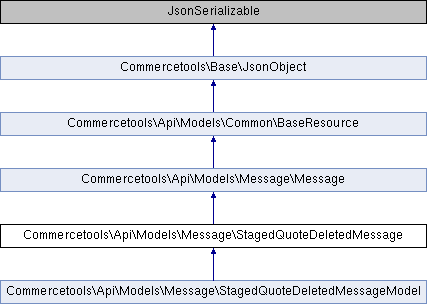 JsonSerializable
Commercetools\Base\JsonObject
Commercetools\Api\Models\Common\BaseResource
Commercetools\Api\Models\Message\Message
Commercetools\Api\Models\Message\StagedQuoteDeletedMessage
Commercetools\Api\Models\Message\StagedQuoteDeletedMessageModel